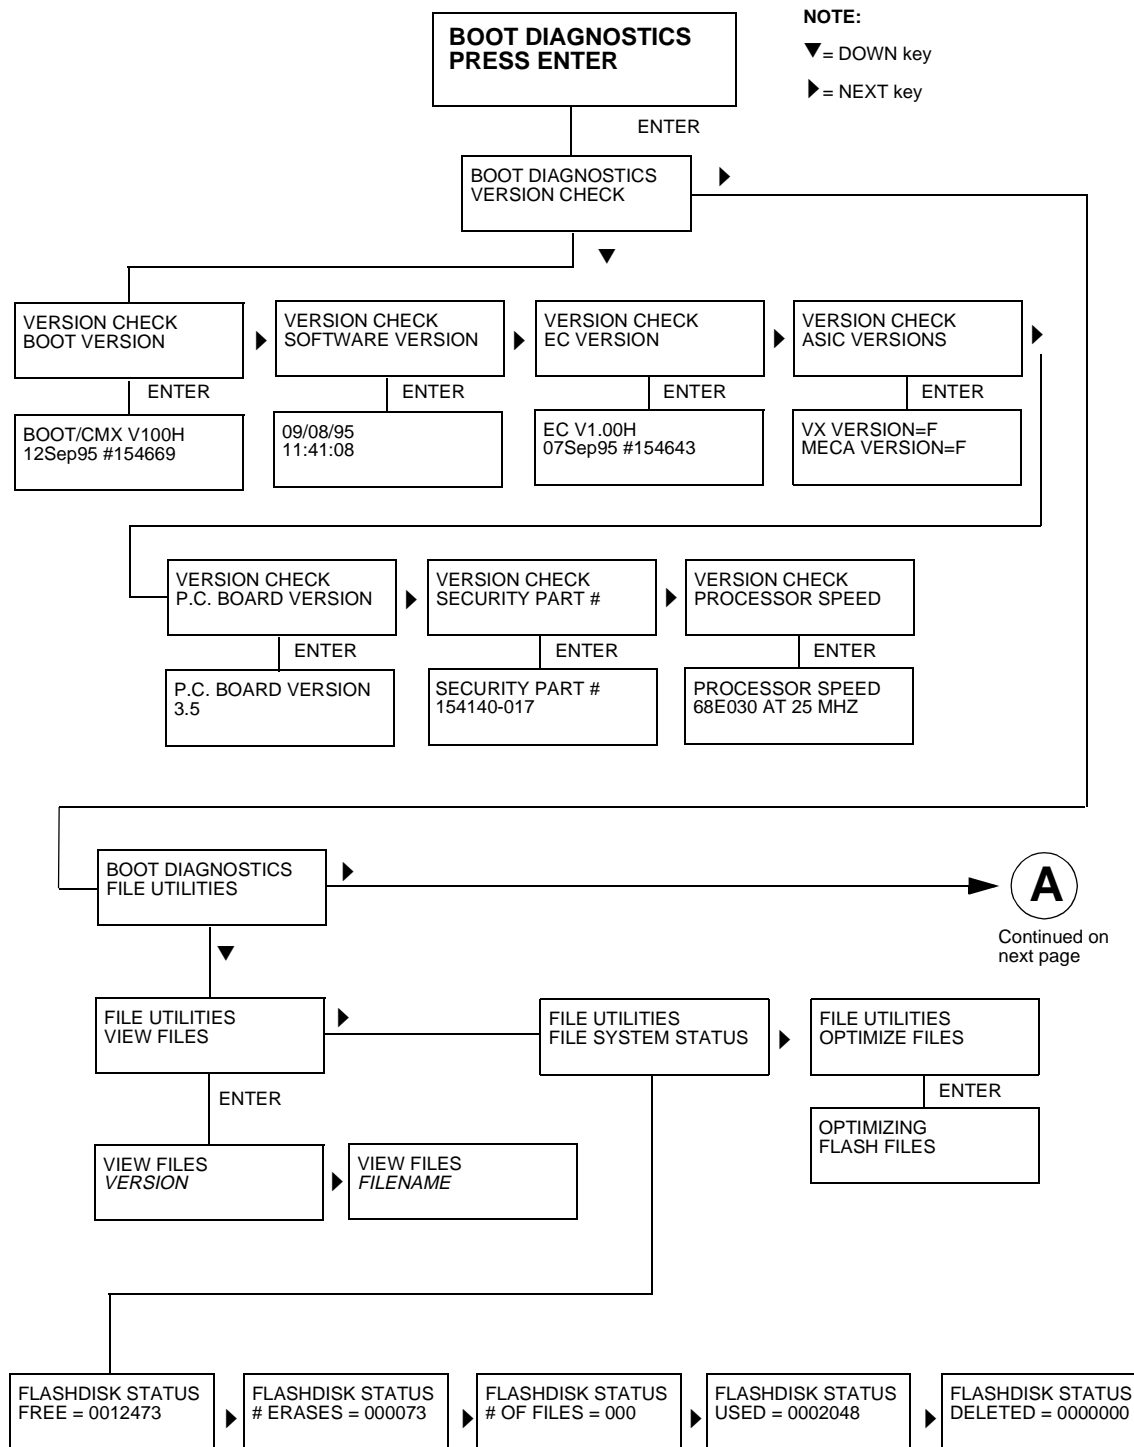 BOOT DIAGNOSTICS
PRESS ENTER
NOTE:
▼= DOWN key
▶= NEXT key
ENTER
BOOT DIAGNOSTICS
VERSION CHECK
▶
▼
VERSION CHECK
BOOT VERSION
▶
VERSION CHECK
SOFTWARE VERSION
▶
VERSION CHECK
EC VERSION
▶
VERSION CHECK
ASIC VERSIONS
▶
ENTER
ENTER
ENTER
ENTER
BOOT/CMX V100H
12Sep95 #154669
09/08/95
11:41:08
EC V1.00H
07Sep95 #154643
VX VERSION=F
MECA VERSION=F
VERSION CHECK
P.C. BOARD VERSION
▶
VERSION CHECK
SECURITY PART #
▶
VERSION CHECK
PROCESSOR SPEED
ENTER
ENTER
ENTER
P.C. BOARD VERSION
3.5
SECURITY PART #
154140-017
PROCESSOR SPEED
68E030 AT 25 MHZ
BOOT DIAGNOSTICS
FILE UTILITIES
▶
A
Continued on
next page
▼
FILE UTILITIES
VIEW FILES
▶
FILE UTILITIES
FILE SYSTEM STATUS
▶
FILE UTILITIES
OPTIMIZE FILES
ENTER
ENTER
OPTIMIZING
FLASH FILES
VIEW FILES
VERSION
▶
VIEW FILES
FILENAME
FLASHDISK STATUS
FREE = 0012473
▶
FLASHDISK STATUS
# ERASES = 000073
▶
FLASHDISK STATUS
# OF FILES = 000
▶
FLASHDISK STATUS
USED = 0002048
▶
FLASHDISK STATUS
DELETED = 0000000